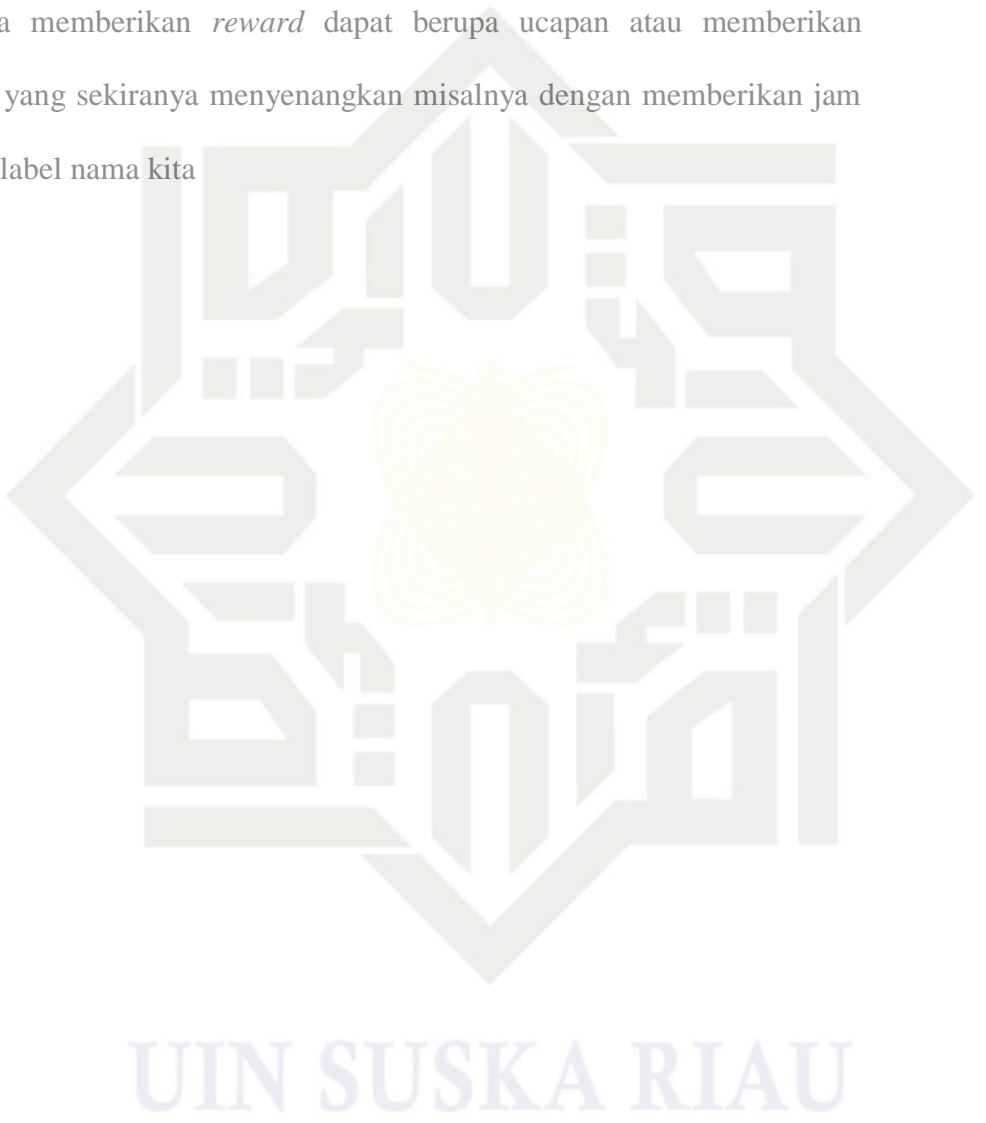 a memberikan reward dapat berupa ucapan atau memberikan
yang sekiranya menyenangkan misalnya dengan memberikan jam
label nama kita
UIN SUSKA RIAU